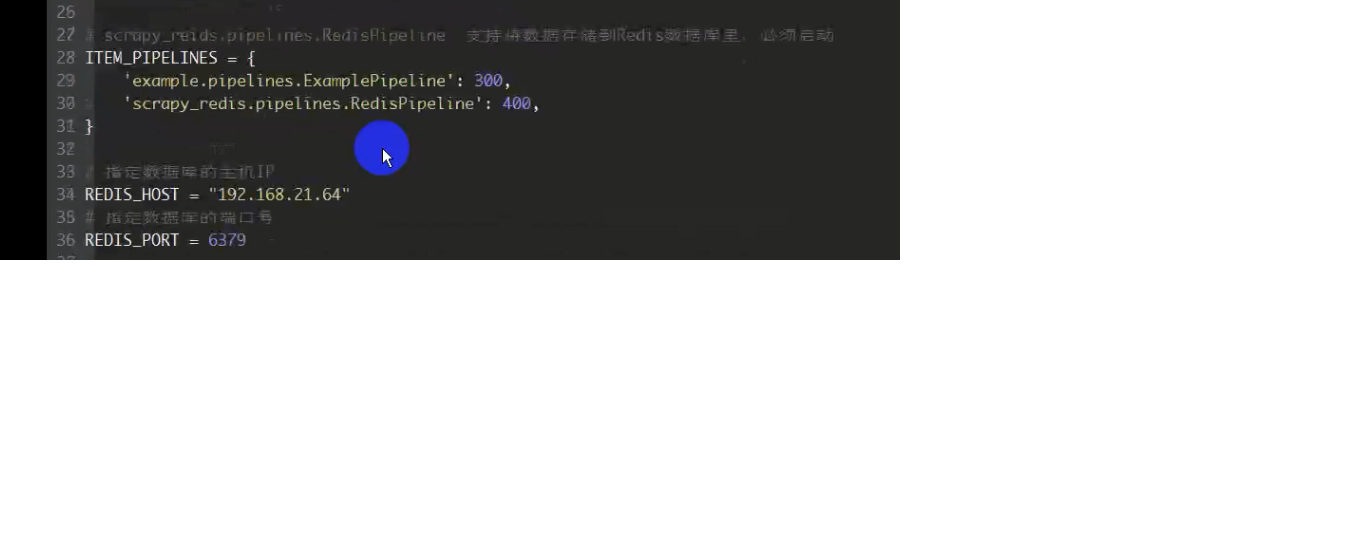 26
27 # scrapy_reids.pipelines.RedisPipeline 支持将数据存储到Redis数据库里，必须启动
28 ITEM_PIPELINES = {
29 'example.pipelines.ExamplePipeline': 300,
30 'scrapy_redis.pipelines.RedisPipeline': 400,
31 }
32
33 # 指定数据库的主机IP
34 REDIS_HOST = "192.168.21.64"
35 # 指定数据库的端口号
36 REDIS_PORT = 6379